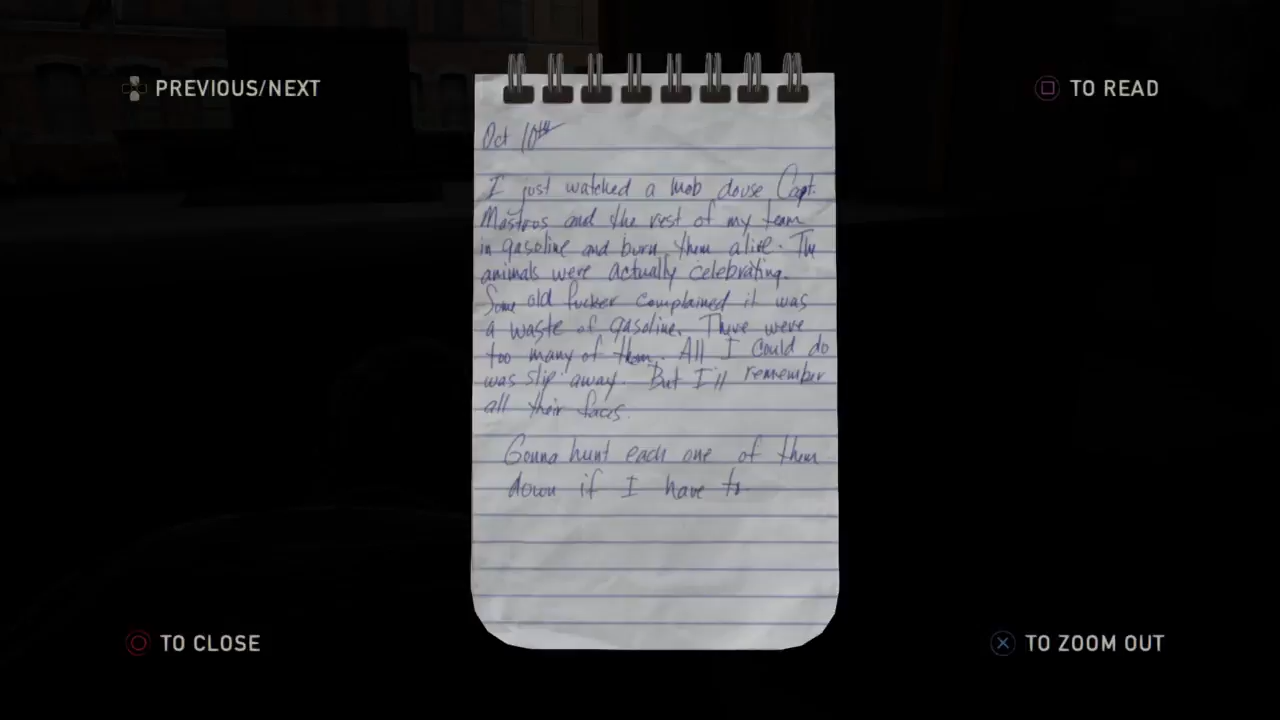 PREVIOUS/NEXT
TO READ
Oct 10th
I just watched a mob douse Capt.
Mastros and the rest of my team
in gasoline and burn them alive. The
animals were actually celebrating.
Some old fucker complained it was
a waste of gasoline. There were
too many of them. All I could do
was slip away. But I'll remember
all their faces.
Gonna hunt each one of them
down if I have to
TO CLOSE
TO ZOOM OUT